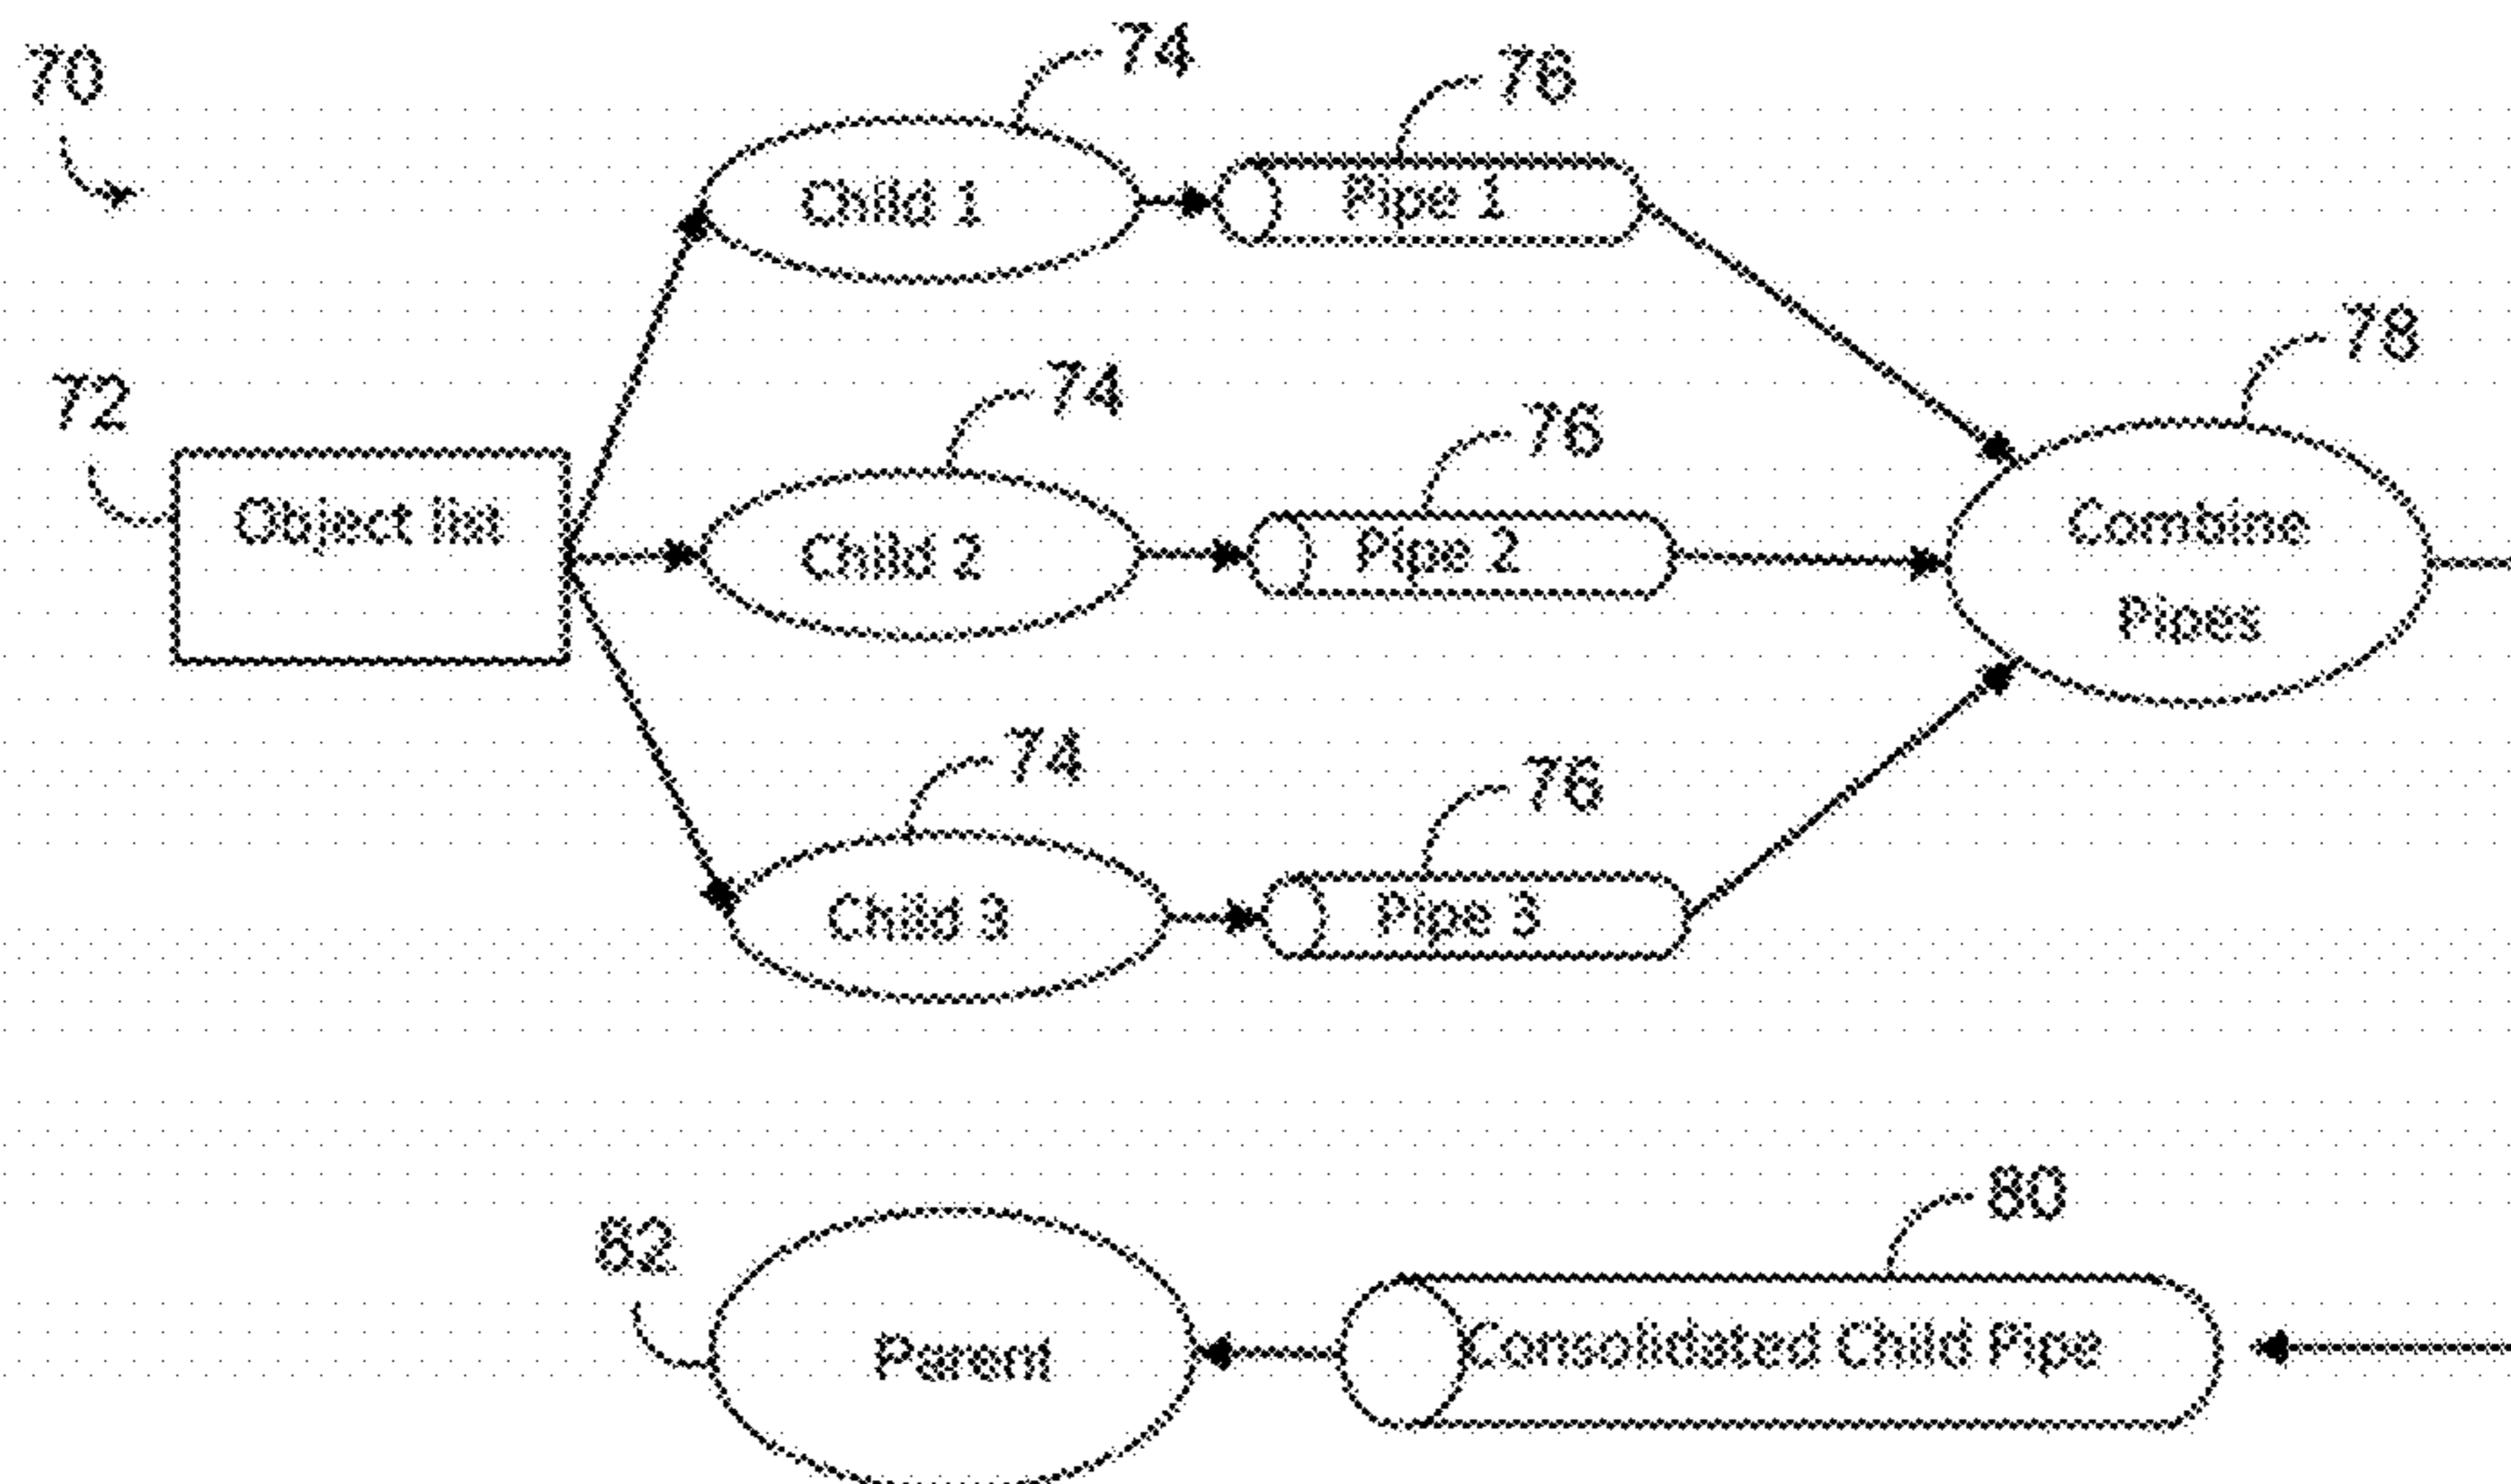 70
74
76
Child 1
Pipe 1
78
72
74
76
Object list
Child 2
Pipe 2
Combine
Pipes
74
76
Child 3
Pipe 3
80
82
Parent
Consolidated Child Pipe